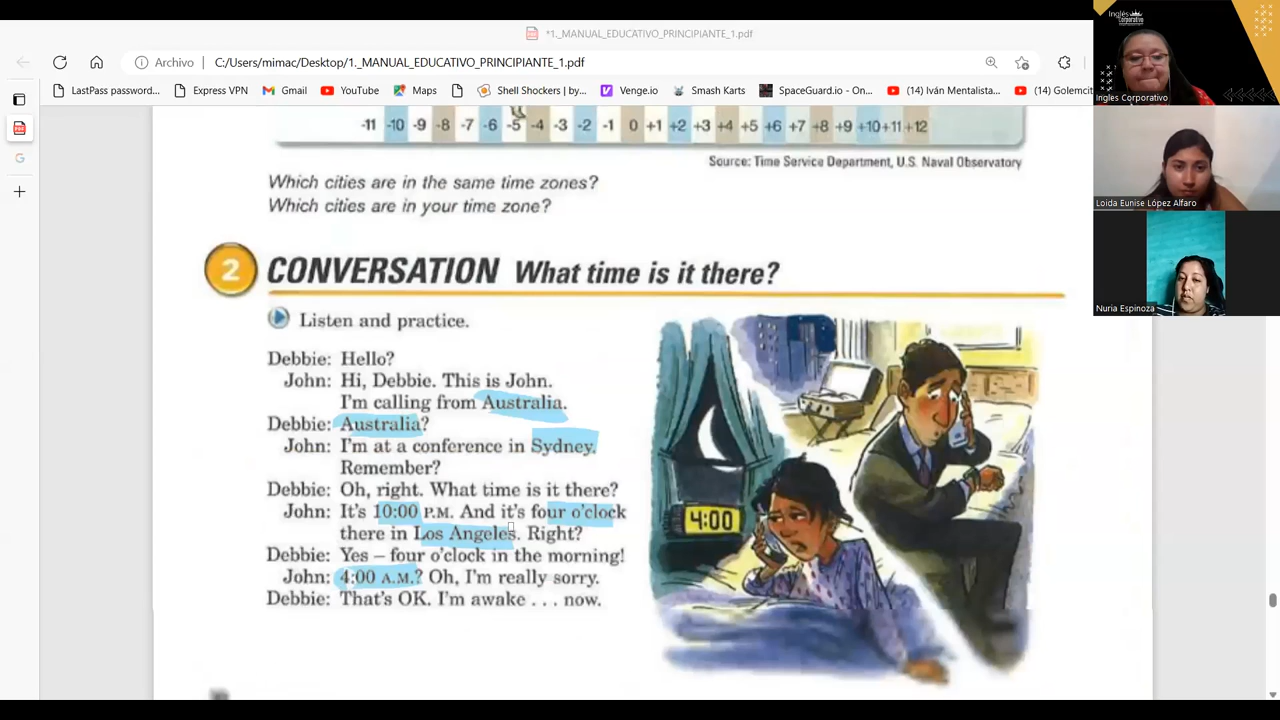 *1._MANUAL_EDUCATIVO_PRINCIPIANTE_1.pdf
Archivo C:/Users/mimac/Desktop/1._MANUAL_EDUCATIVO_PRINCIPIANTE_1.pdf
LastPass password... Express VPN Gmail YouTube Maps Shell Shockers | by... Venge.io Smash Karts SpaceGuard.io - On... (14) Iván Mentalista... (14) Golemcit
-11 -10 -9 -8 -7 -6 -5 -4 -3 -2 -1 0 +1 +2 +3 +4 +5 +6 +7 +8 +9 +10 +11 +12
Source: Time Service Department, U.S. Naval Observatory
Which cities are in the same time zones?
Which cities are in your time zone?
2 CONVERSATION What time is it there?
Listen and practice.
Debbie: Hello?
John: Hi, Debbie. This is John.
I'm calling from Australia.
Debbie: Australia?
John: I'm at a conference in Sydney.
Remember?
Debbie: Oh, right. What time is it there?
John: It's 10:00 P.M. And it's four o'clock
there in Los Angeles. Right?
Debbie: Yes – four o'clock in the morning!
John: 4:00 A.M.? Oh, I'm really sorry.
Debbie: That's OK. I'm awake . . . now.
4:00
Inglés
Corporativo
Ingles Corporativo
Loida Eunise López Alfaro
Nuria Espinoza